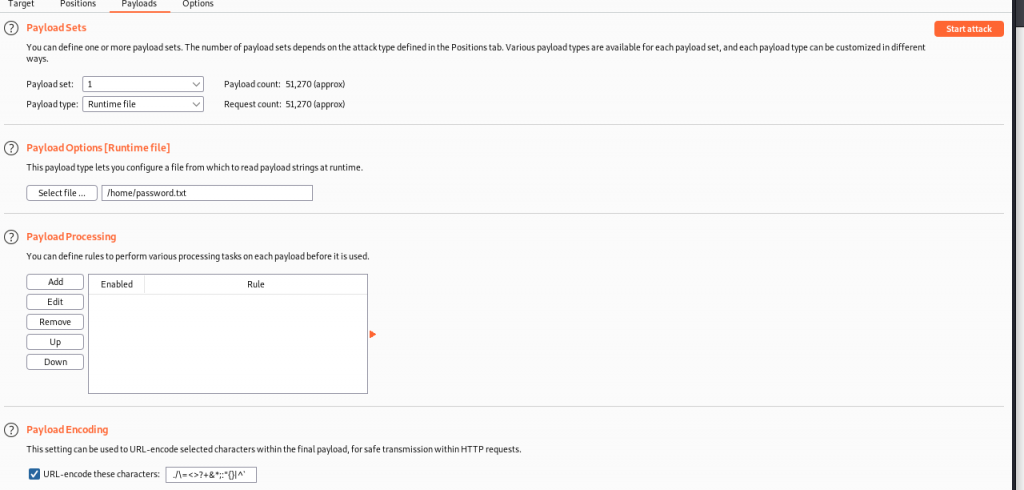 Target Positions Payloads Options
? Payload Sets Start attack
You can define one or more payload sets. The number of payload sets depends on the attack type defined in the Positions tab. Various payload types are available for each payload set, and each payload type can be customized in different
ways.
Payload set: 1 Payload count: 51,270 (approx)
Payload type: Runtime file Request count: 51,270 (approx)
? Payload Options [Runtime file]
This payload type lets you configure a file from which to read payload strings at runtime.
Select file ... /home/password.txt
? Payload Processing
You can define rules to perform various processing tasks on each payload before it is used.
Add Enabled Rule
Edit
Remove
Up
Down
? Payload Encoding
This setting can be used to URL-encode selected characters within the final payload, for safe transmission within HTTP requests.
URL-encode these characters: ./\=<>?+&*;:"{}|^`